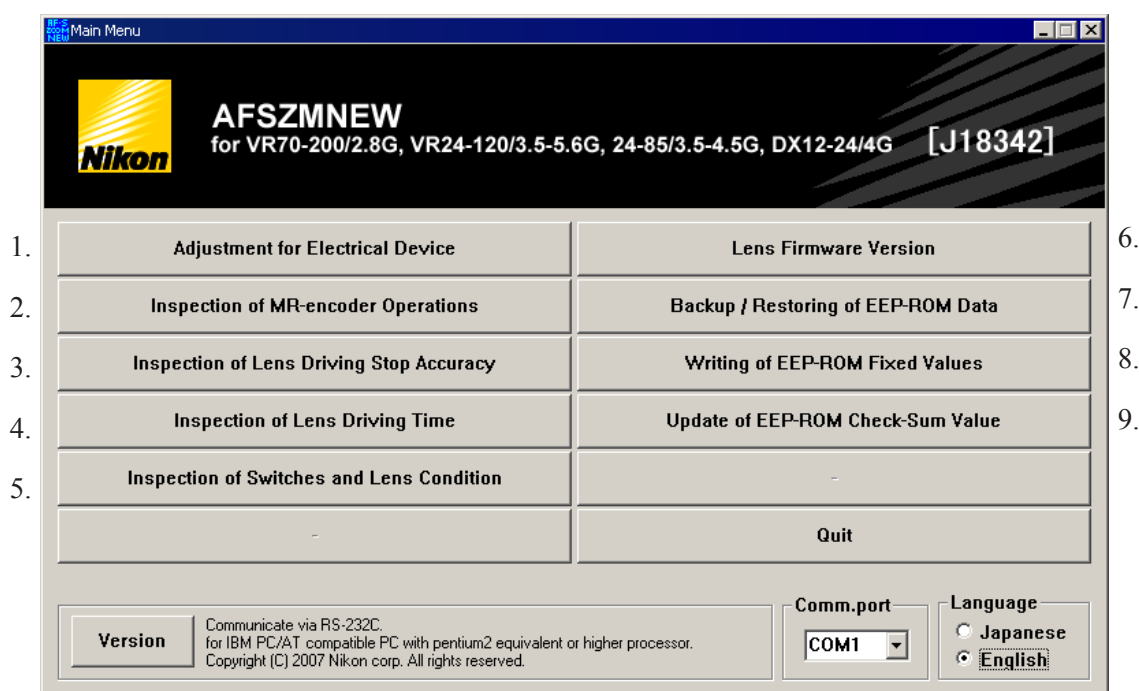 AF-S
ZOOM
NEW
Main Menu
Nikon
AFSZMNEW
for VR70-200/2.8G, VR24-120/3.5-5.6G, 24-85/3.5-4.5G, DX12-24/4G
[J18342]
1.
Adjustment for Electrical Device
Lens Firmware Version
6.
2.
Inspection of MR-encoder Operations
Backup / Restoring of EEP-ROM Data
7.
3.
Inspection of Lens Driving Stop Accuracy
Writing of EEP-ROM Fixed Values
8.
4.
Inspection of Lens Driving Time
Update of EEP-ROM Check-Sum Value
9.
5.
Inspection of Switches and Lens Condition
-
-
Quit
Version
Communicate via RS-232C.
for IBM PC/AT compatible PC with pentium2 equivalent or higher processor.
Copyright (C) 2007 Nikon corp. All rights reserved.
Comm.port
COM1
Language
Japanese
English